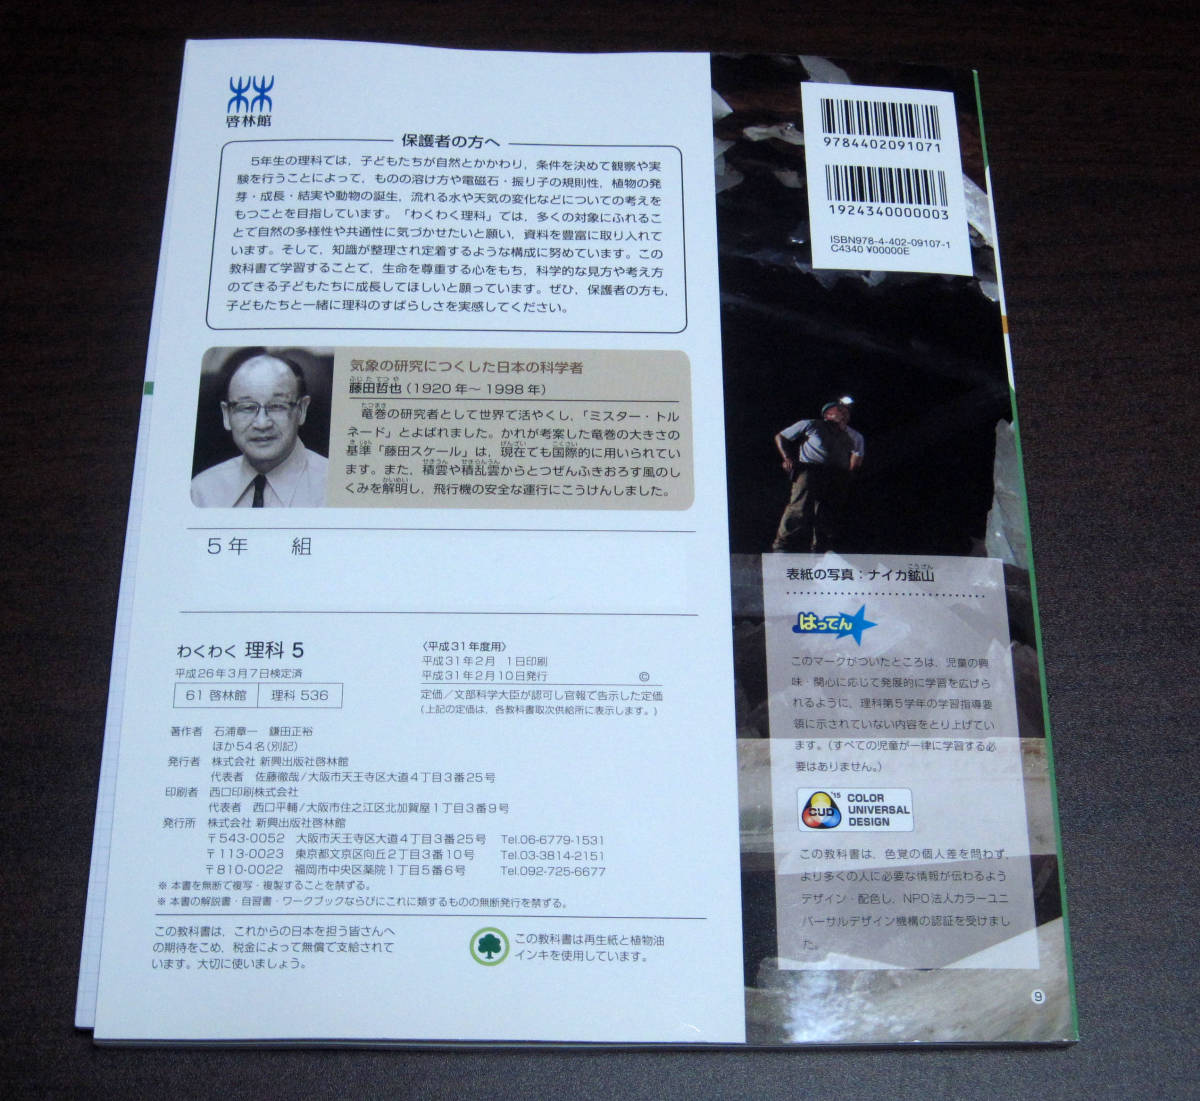 啓林館
保護者の方へ
5年生の理科では，子どもたちが自然とかかわり，条件を決めて観察や実
験を行うことによって，ものの溶け方や電磁石・振り子の規則性，植物の発
芽・成長・結実や動物の誕生，流れる水や天気の変化などについての考えを
もつことを目指しています。「わくわく理科」では，多くの対象にふれること
で自然の多様性や共通性に気づかせたいと願い，資料を豊富に取り入れて
います。そして，知識が整理され定着するような構成に努めています。この
教科書で学習することで，生命を尊重する心をもち，科学的な見方や考え方
のできる子どもたちに成長してほしいと願っています。ぜひ，保護者の方も，
子どもたちと一緒に理科のすばらしさを実感してください。
気象の研究につくした日本の科学者
ふじ た てつ や
藤田哲也（1920年〜1998年）
たつまき
竜巻の研究者として世界で活やくし，「ミスター・トル
ネード」とよばれました。かれが考案した竜巻の大きさの
き じゅん げんざい こくさい
基準「藤田スケール」は，現在でも国際的に用いられてい
せきうん せきらんうん
ます。また，積雲や積乱雲からとつぜんふきおろす風のし
かいめい
くみを解明し，飛行機の安全な運行にこうけんしました。
5年 組
わくわく 理科 5
平成26年3月7日検定済
61 啓林館 理科 536
〈平成31年度用〉
平成31年2月 1日印刷
平成31年2月10日発行 ©
定価／文部科学大臣が認可し官報で告示した定価
(上記の定価は、各教科書取次供給所に表示します。)
著作者 石浦章一 鎌田正裕
ほか54名(別記)
発行者 株式会社 新興出版社啓林館
代表者 佐藤徹哉/大阪市天王寺区大道4丁目3番25号
印刷者 西口印刷株式会社
代表者 西口平輔/大阪市住之江区北加賀屋1丁目3番9号
発行所 株式会社 新興出版社啓林館
〒543-0052 大阪市天王寺区大道4丁目3番25号 Tel.06-6779-1531
〒113-0023 東京都文京区向丘2丁目3番10号 Tel.03-3814-2151
〒810-0022 福岡市中央区薬院1丁目5番6号 Tel.092-725-6677
※ 本書を無断で複写・複製することを禁ずる。
※ 本書の解説書・自習書・ワークブックならびにこれに類するものの無断発行を禁ずる。
この教科書は、これからの日本を担う皆さんへ
の期待をこめ、税金によって無償で支給されて
います。大切に使いましょう。
この教科書は再生紙と植物油
インキを使用しています。
9784402091071
1924340000003
ISBN978-4-402-09107-1
C4340 ¥00000E
こうざん
表紙の写真：ナイカ鉱山
はってん
このマークがついたところは、児童の興
味・関心に応じて発展的に学習を広げら
れるように、理科第5学年の学習指導要
領に示されていない内容をとり上げてい
ます。(すべての児童が一律に学習する必
要はありません。)
'15
CUD
COLOR
UNIVERSAL
DESIGN
この教科書は、色覚の個人差を問わず、
より多くの人に必要な情報が伝わるよう
デザイン・配色し、NPO法人カラーユニ
バーサルデザイン機構の認証を受けまし
た。
9